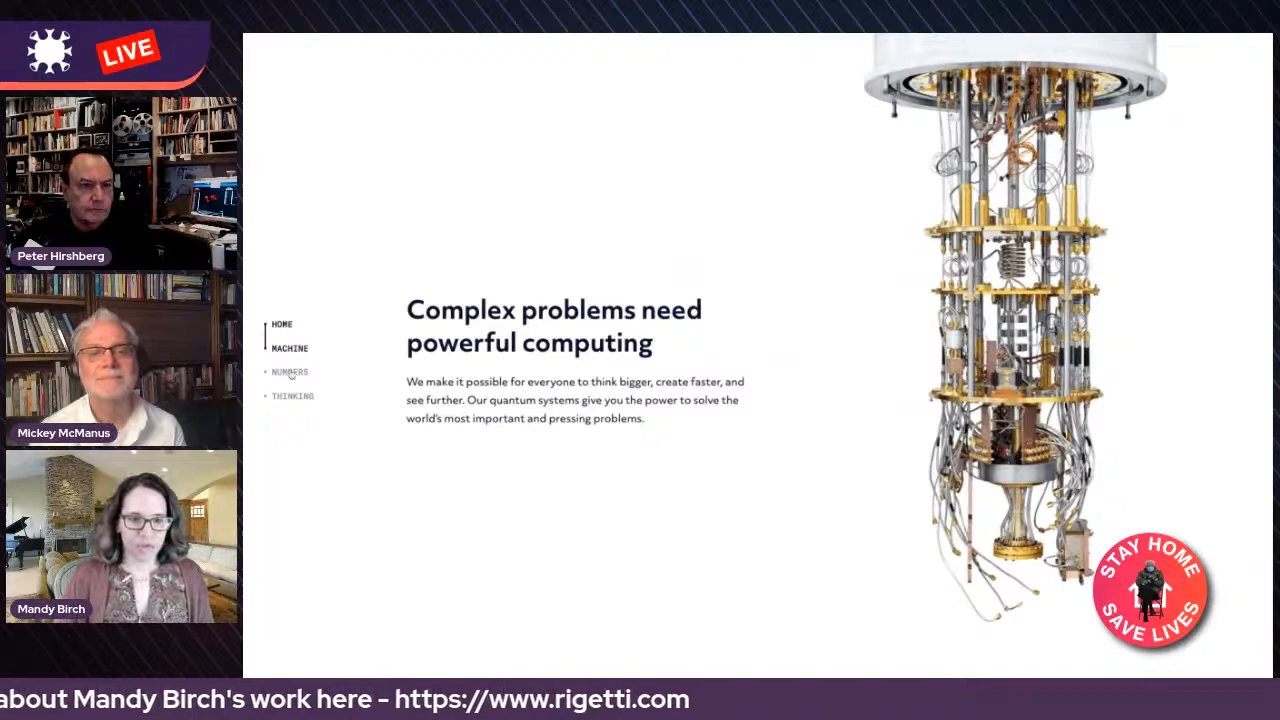 LIVE
Peter Hirshberg
Mickey McManus
Mandy Birch
HOME
MACHINE
NUMBERS
THINKING
Complex problems need
powerful computing
We make it possible for everyone to think bigger, create faster, and
see further. Our quantum systems give you the power to solve the
world's most important and pressing problems.
STAY HOME
SAVE LIVES
about Mandy Birch's work here - https://www.rigetti.com